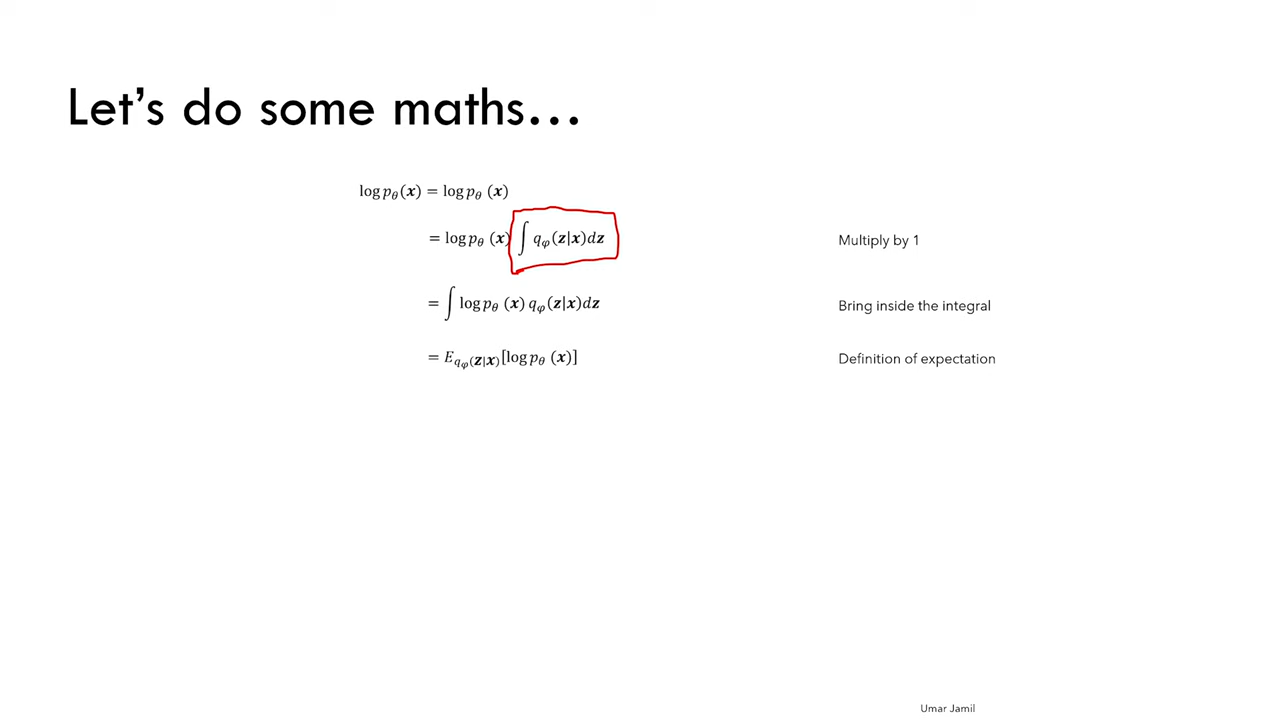 Let's do some maths…
log p_θ(x) = log p_θ (x)
= log p_θ (x) ∫ q_φ(z|x)dz Multiply by 1
= ∫ log p_θ (x) q_φ(z|x)dz Bring inside the integral
= E_{q_φ(z|x)}[log p_θ (x)] Definition of expectation
Umar Jamil